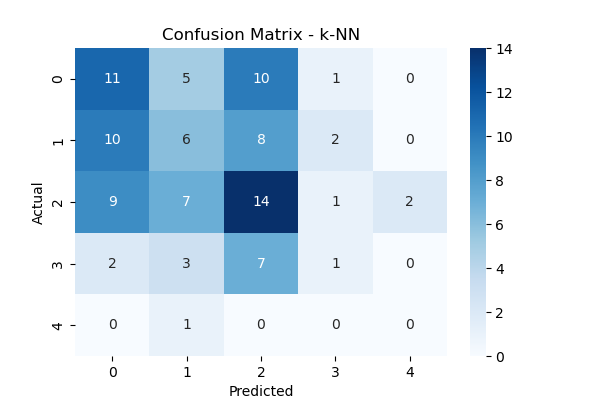 Confusion Matrix - k-NN
0 11 5 10 1 0
1 10 6 8 2 0
2 9 7 14 1 2
3 2 3 7 1 0
4 0 1 0 0 0
0 1 2 3 4
Actual
Predicted
14
12
10
8
6
4
2
0